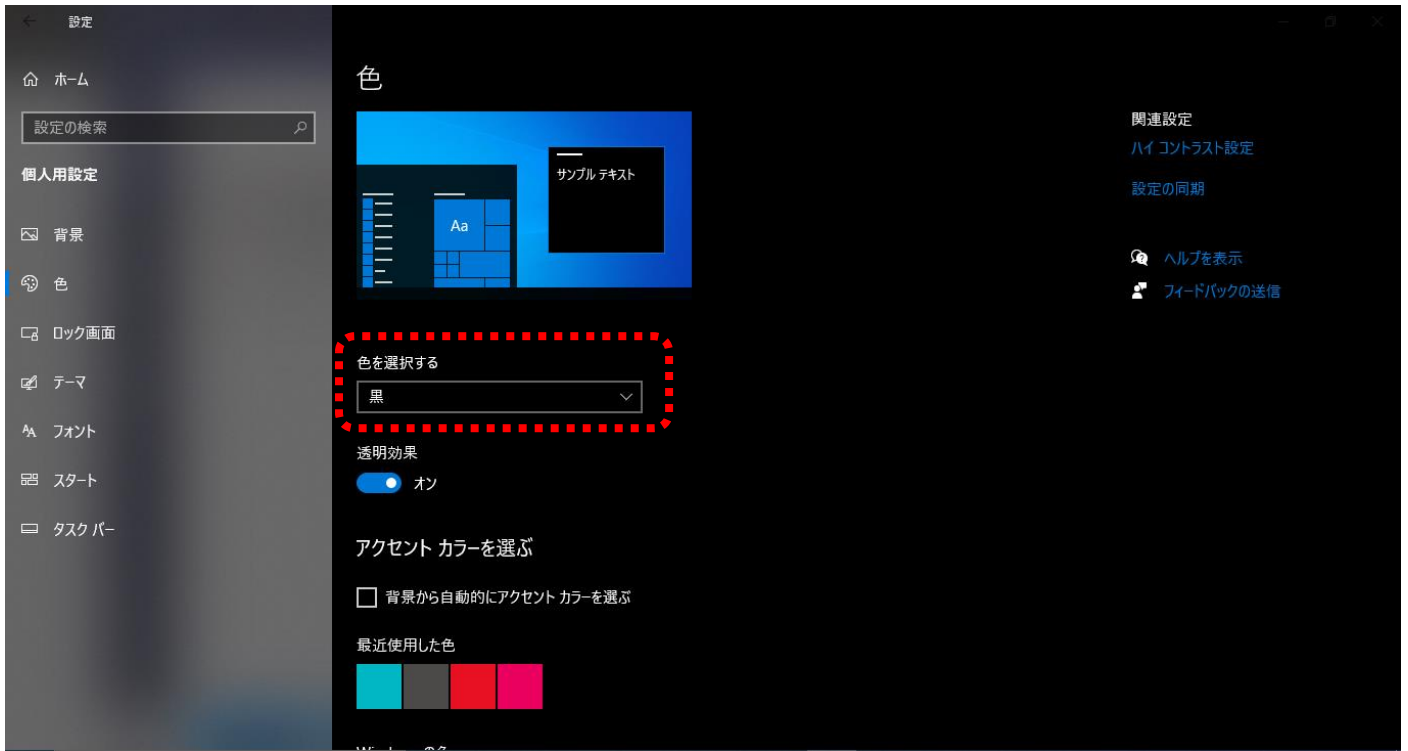 設定
ホーム
設定の検索
個人用設定
背景
色
ロック画面
テーマ
フォント
スタート
タスク バー
色
サンプル テキスト
Aa
色を選択する
黒
透明効果
オン
アクセント カラーを選ぶ
背景から自動的にアクセント カラーを選ぶ
最近使用した色
関連設定
ハイ コントラスト設定
設定の同期
ヘルプを表示
フィードバックの送信